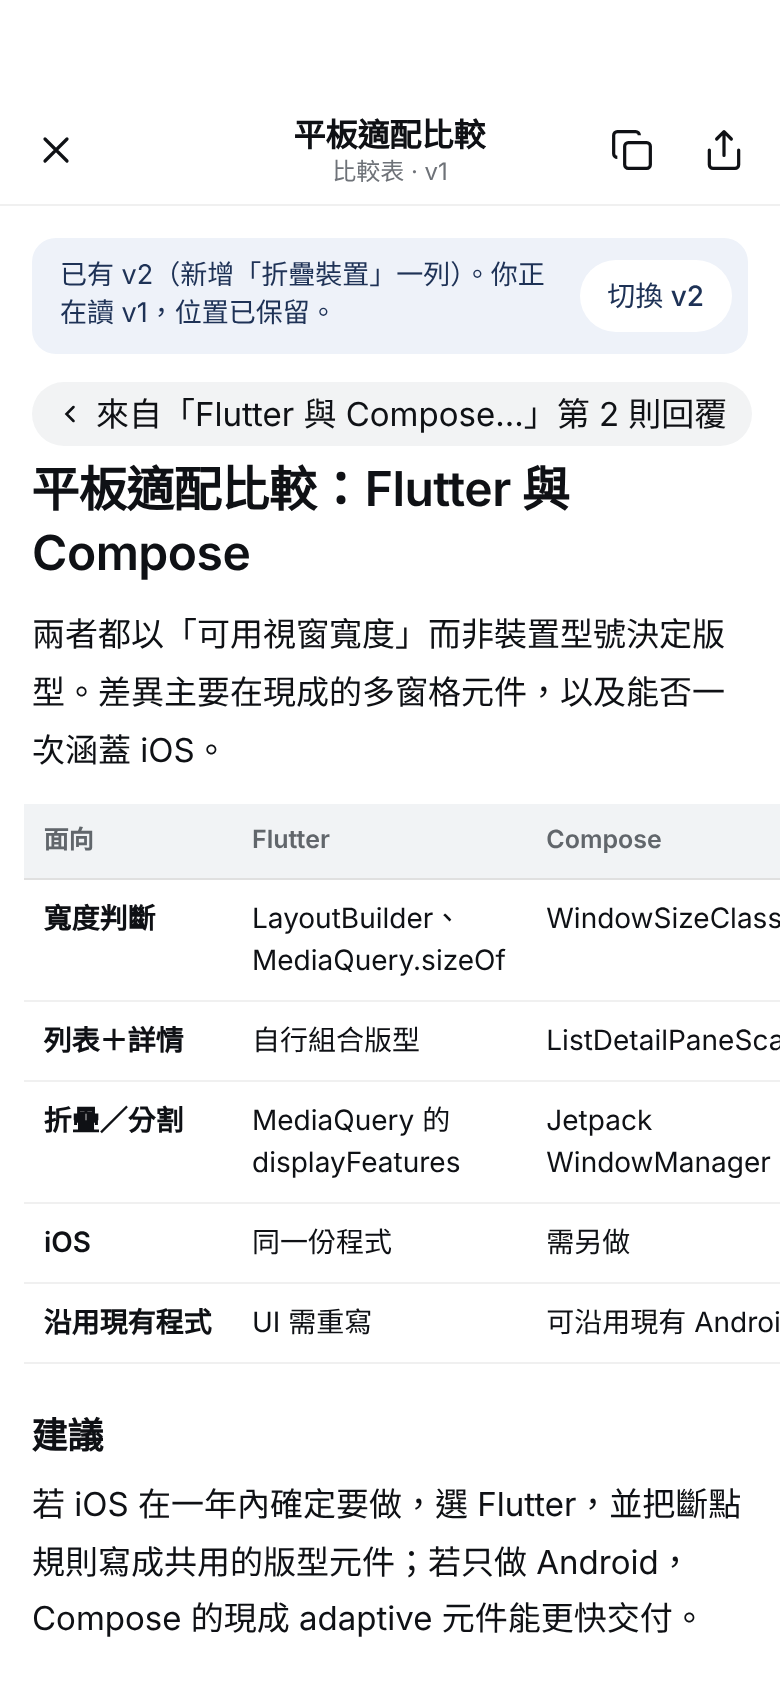 平板適配比較
比較表 · v1
已有 v2（新增「折疊裝置」一列）。你正
在讀 v1，位置已保留。
切換 v2
來自「Flutter 與 Compose...」第 2 則回覆
平板適配比較：Flutter 與
Compose
兩者都以「可用視窗寬度」而非裝置型號決定版
型。差異主要在現成的多窗格元件，以及能否一
次涵蓋 iOS。
面向 Flutter Compose
寬度判斷 LayoutBuilder、 WindowSizeClass
MediaQuery.sizeOf
列表＋詳情 自行組合版型 ListDetailPaneSca
折疊／分割 MediaQuery 的 Jetpack
displayFeatures WindowManager
iOS 同一份程式 需另做
沿用現有程式 UI 需重寫 可沿用現有 Androi
建議
若 iOS 在一年內確定要做，選 Flutter，並把斷點
規則寫成共用的版型元件；若只做 Android，
Compose 的現成 adaptive 元件能更快交付。